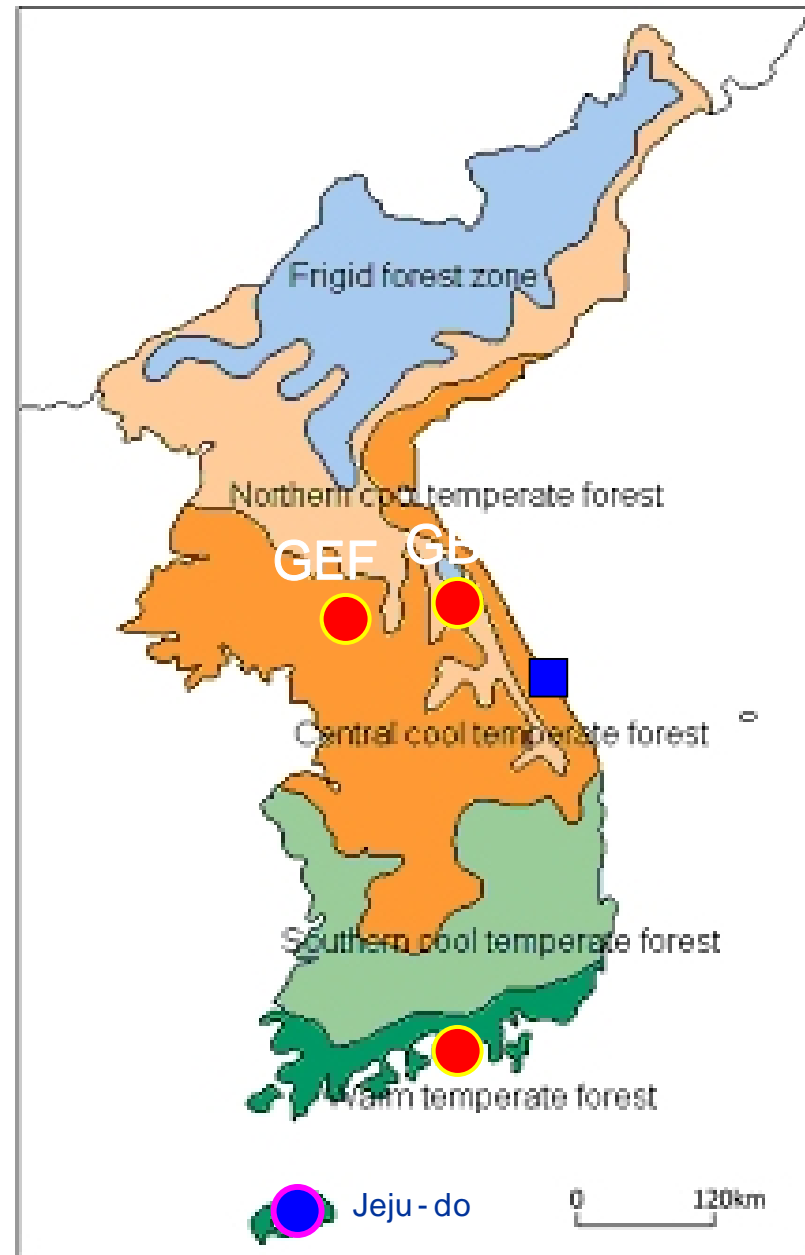 Frigid forest zone
Northern cool temperate forest
GEF
Central cool temperate forest
Southern cool temperate forest
Warm temperate forest
Jeju-do
0 120km